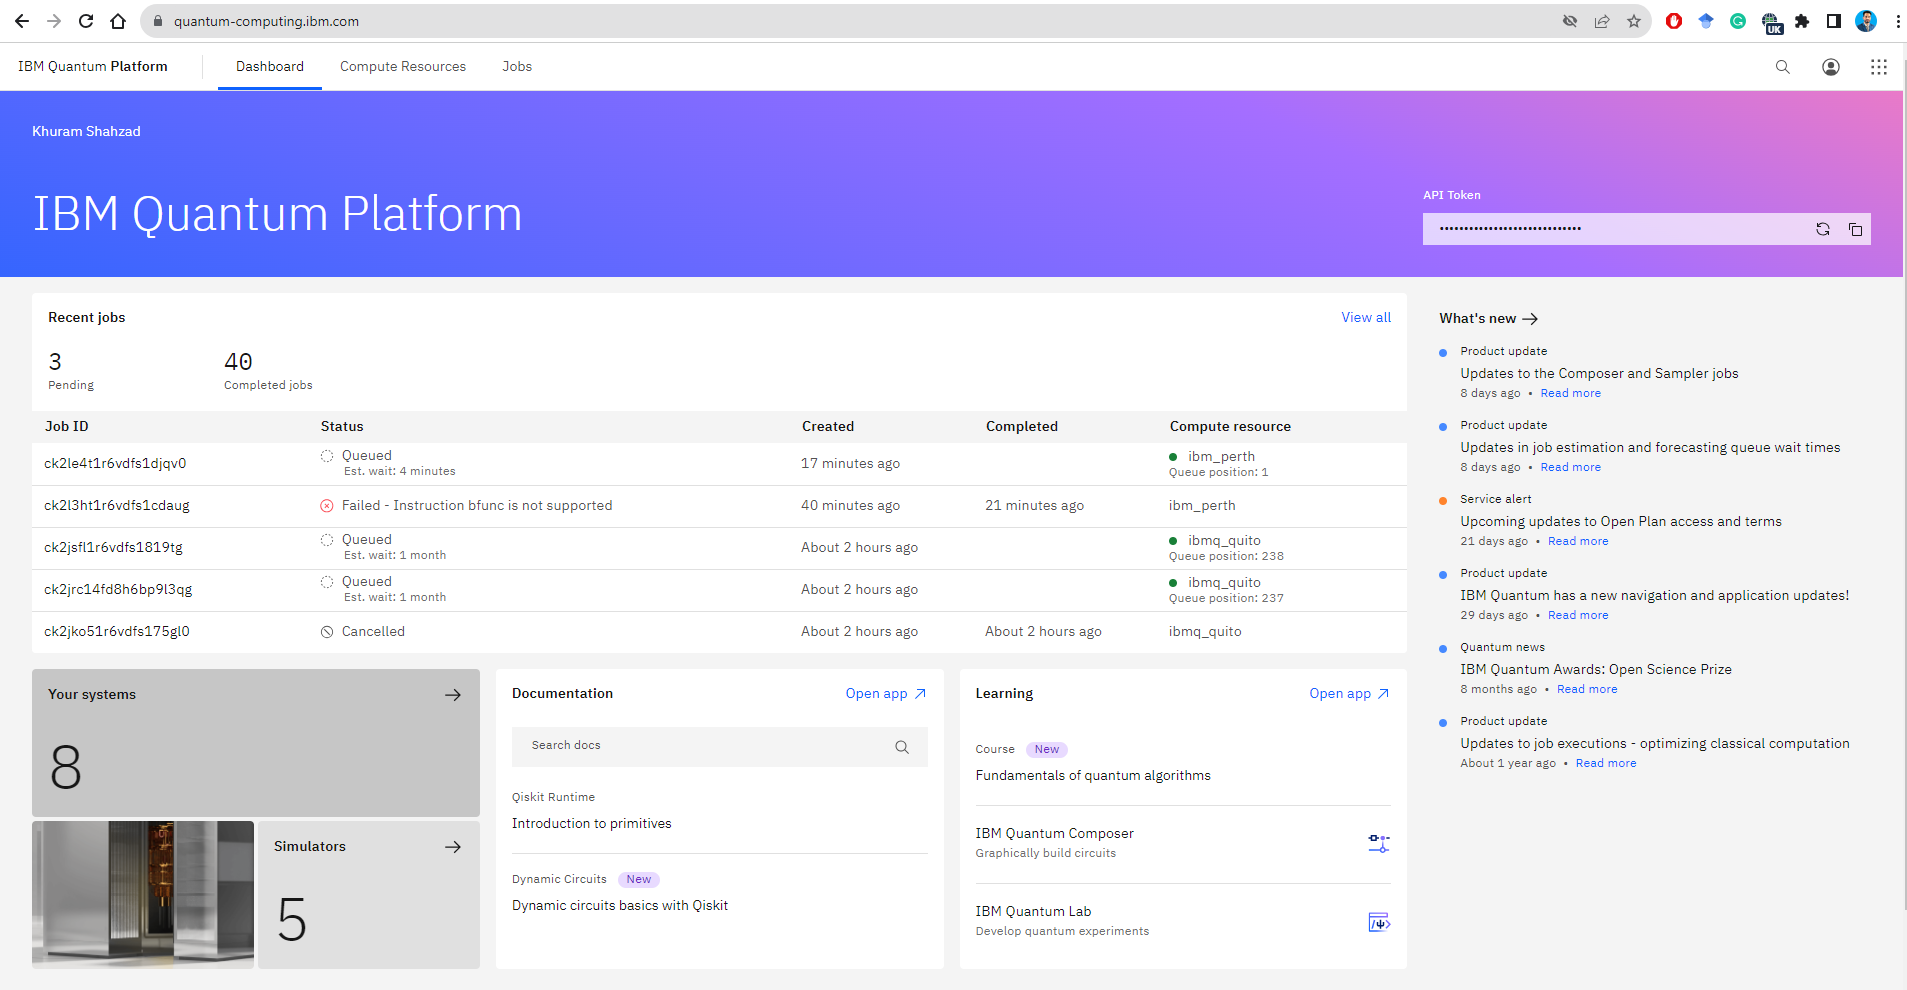 quantum-computing.ibm.com
UK
IBM Quantum Platform
Dashboard
Compute Resources
Jobs
Khuram Shahzad
IBM Quantum Platform
API Token
••••••••••••••••••••••••••••••
Recent jobs
View all
3
Pending
40
Completed jobs
Job ID Status Created Completed Compute resource
ck2le4t1r6vdfs1djqv0 Queued 17 minutes ago ibm_perth
Est. wait: 4 minutes Queue position: 1
ck2l3ht1r6vdfs1cdaug Failed - Instruction bfunc is not supported 40 minutes ago 21 minutes ago ibm_perth
ck2jsfl1r6vdfs1819tg Queued About 2 hours ago ibmq_quito
Est. wait: 1 month Queue position: 238
ck2jrc14fd8h6bp9l3qg Queued About 2 hours ago ibmq_quito
Est. wait: 1 month Queue position: 237
ck2jko51r6vdfs175gl0 Cancelled About 2 hours ago About 2 hours ago ibmq_quito
Your systems
8
Simulators
5
Documentation
Open app
Search docs
Qiskit Runtime
Introduction to primitives
Dynamic Circuits New
Dynamic circuits basics with Qiskit
Learning
Open app
Course New
Fundamentals of quantum algorithms
IBM Quantum Composer
Graphically build circuits
IBM Quantum Lab
Develop quantum experiments
What's new
Product update
Updates to the Composer and Sampler jobs
8 days ago • Read more
Product update
Updates in job estimation and forecasting queue wait times
8 days ago • Read more
Service alert
Upcoming updates to Open Plan access and terms
21 days ago • Read more
Product update
IBM Quantum has a new navigation and application updates!
29 days ago • Read more
Quantum news
IBM Quantum Awards: Open Science Prize
8 months ago • Read more
Product update
Updates to job executions - optimizing classical computation
About 1 year ago • Read more